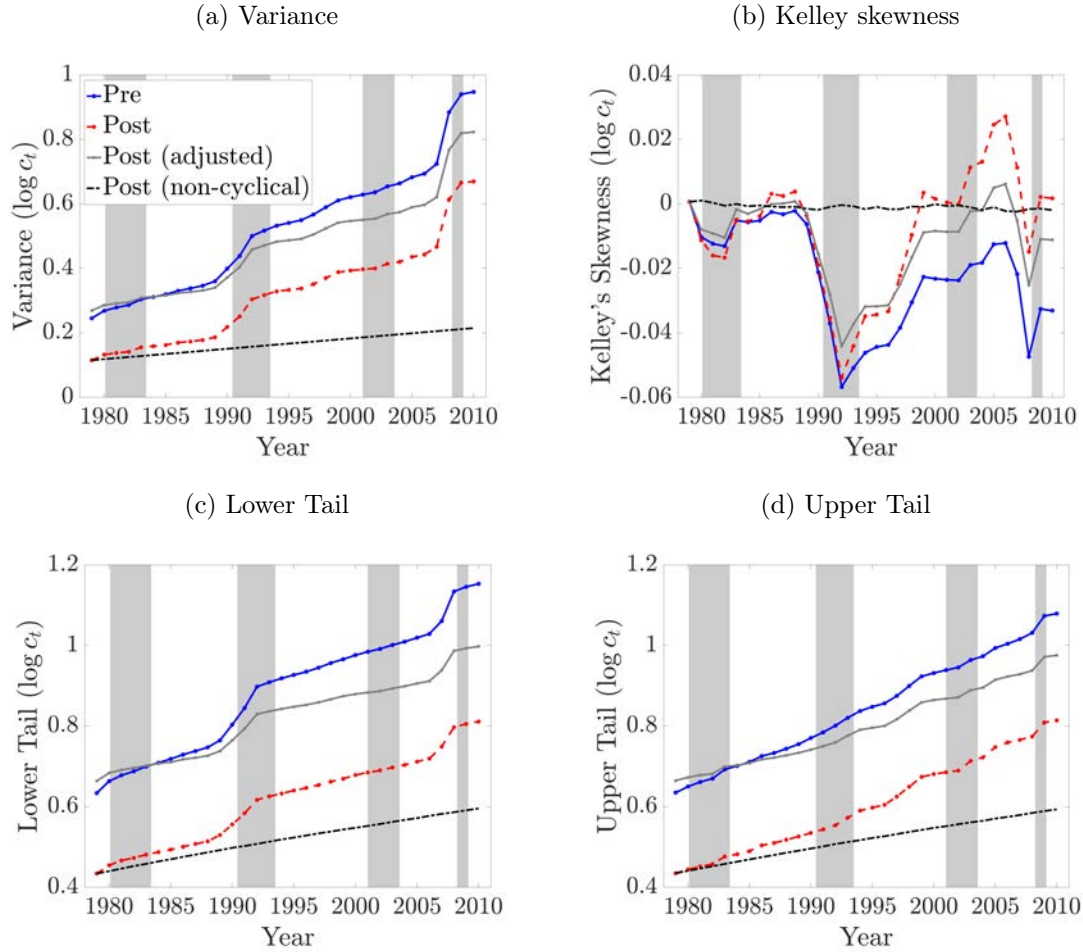 (a) Variance
1
0.8
0.6
0.4
0.2
0
Variance (log c_t)
Pre
Post
Post (adjusted)
Post (non-cyclical)
1980 1985 1990 1995 2000 2005 2010
Year
(b) Kelley skewness
0.04
0.02
0
-0.02
-0.04
-0.06
Kelley's Skewness (log c_t)
1980 1985 1990 1995 2000 2005 2010
Year
(c) Lower Tail
1.2
1
0.8
0.6
0.4
Lower Tail (log c_t)
1980 1985 1990 1995 2000 2005 2010
Year
(d) Upper Tail
1.2
1
0.8
0.6
0.4
Upper Tail (log c_t)
1980 1985 1990 1995 2000 2005 2010
Year